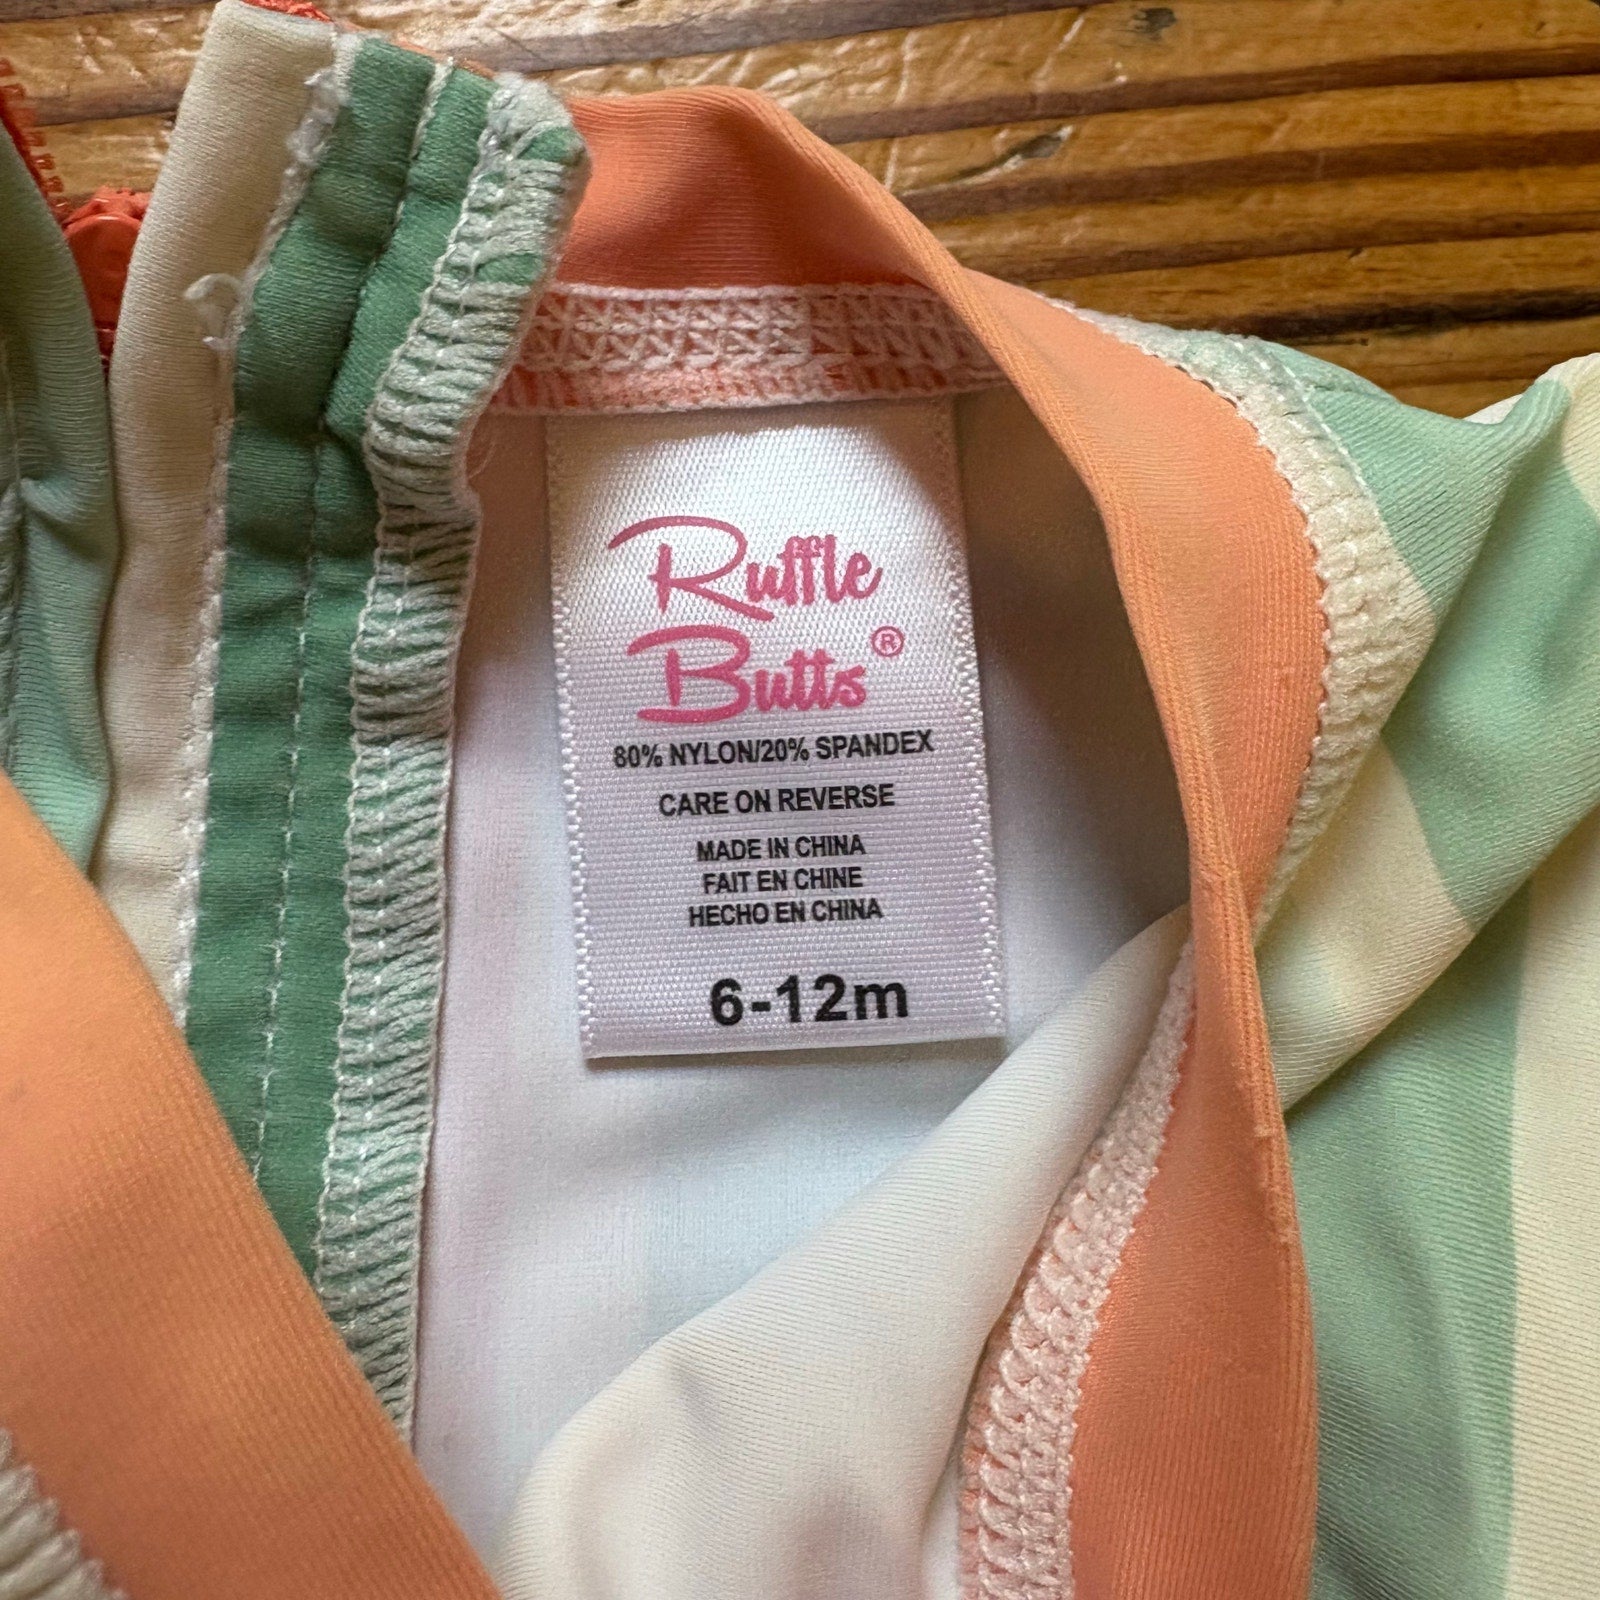 Ruffle
Butts®
80% NYLON/20% SPANDEX
CARE ON REVERSE
MADE IN CHINA
FAIT EN CHINE
HECHO EN CHINA
6-12m